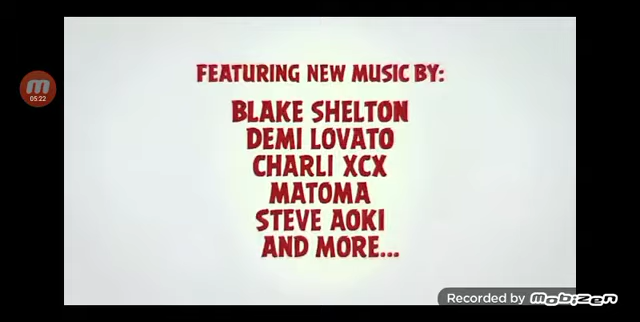 FEATURING NEW MUSIC BY:
BLAKE SHELTON
DEMI LOVATO
CHARLI XCX
MATOMA
STEVE AOKI
AND MORE...
05:22
Recorded by Mobizen